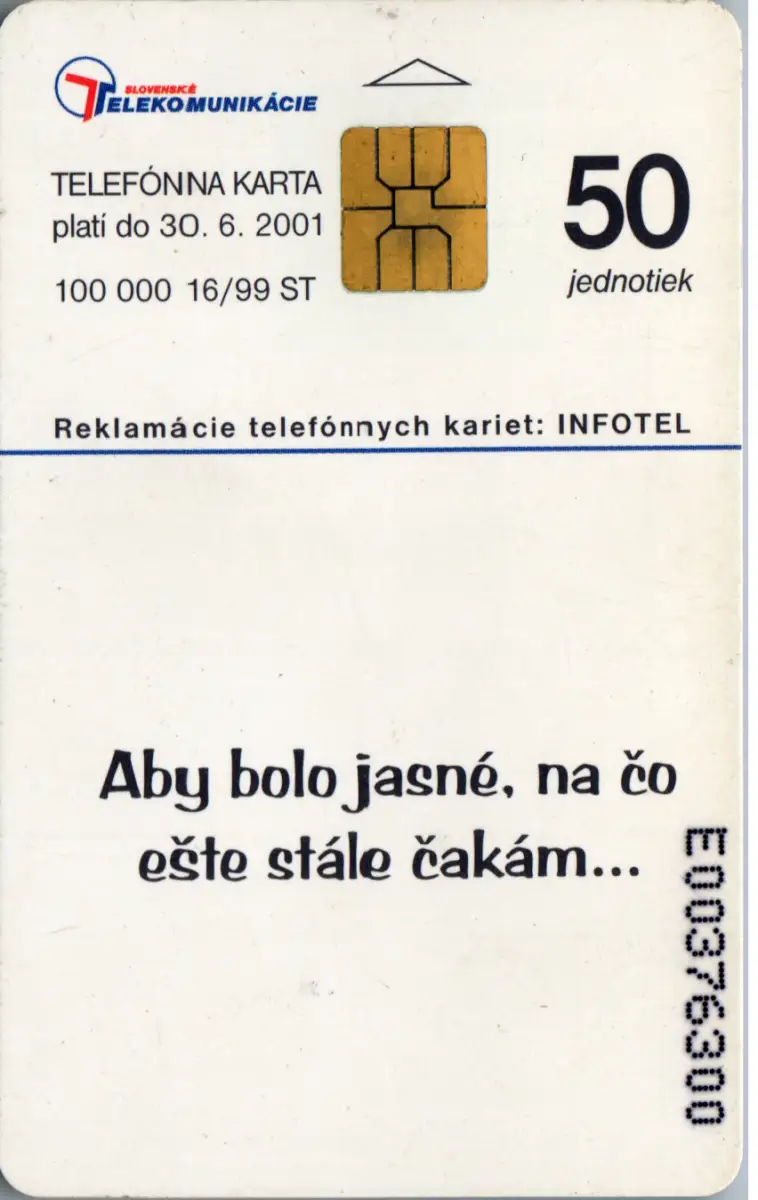 SLOVENSKÉ
TELEKOMUNIKÁCIE
TELEFÓNNA KARTA
platí do 30. 6. 2001
100 000 16/99 ST
50
jednotiek
Reklamácie telefónnych kariet: INFOTEL
Aby bolo jasné, na čo
ešte stále čakám...
E00376300